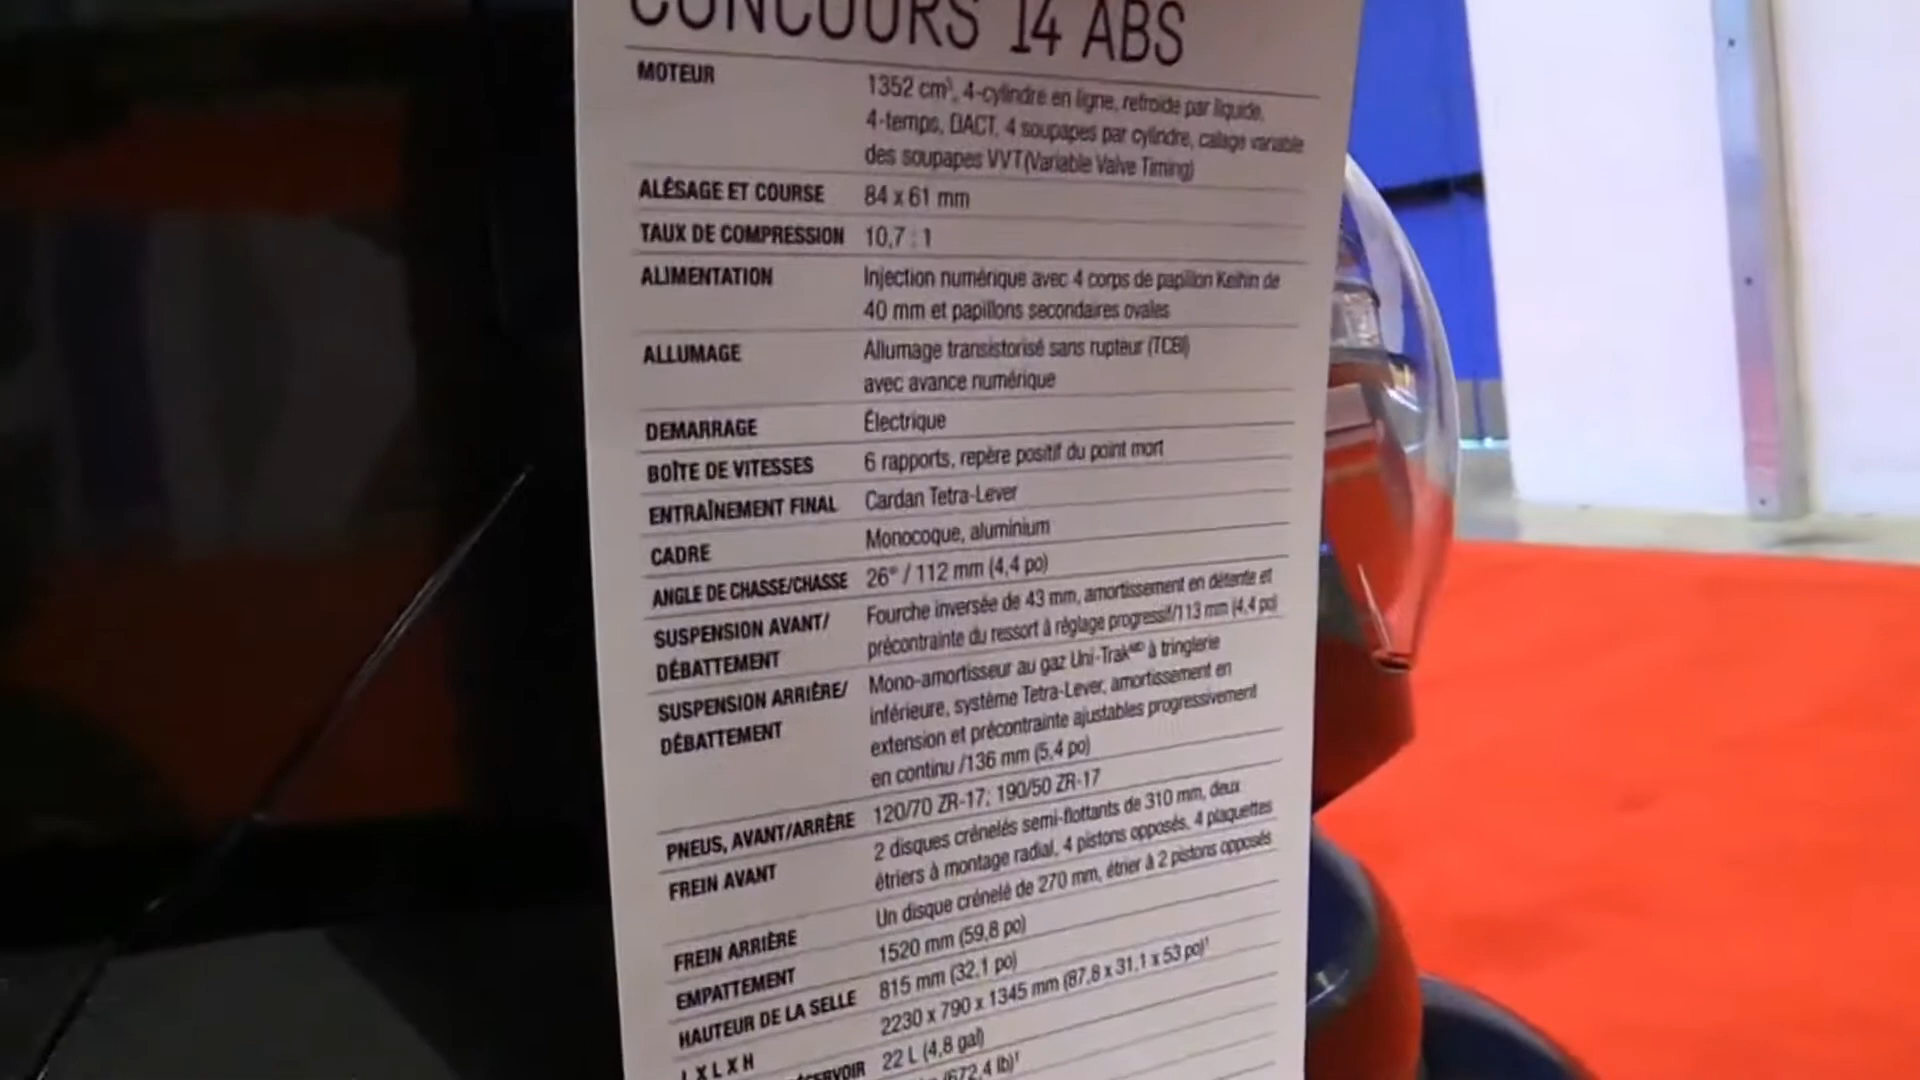 CONCOURS 14 ABS
MOTEUR 1352 cm³, 4-cylindre en ligne, refroidie par liquide,
4-temps, DACT, 4 soupapes par cylindre, calage variable
des soupapes VVT(Variable Valve Timing)
ALÉSAGE ET COURSE 84 x 61 mm
TAUX DE COMPRESSION 10,7 : 1
ALIMENTATION Injection numérique avec 4 corps de papillon Keihin de
40 mm et papillons secondaires ovales
ALLUMAGE Allumage transistorisé sans rupteur (TCBI)
avec avance numérique
DEMARRAGE Électrique
BOÎTE DE VITESSES 6 rapports, repère positif du point mort
ENTRAÎNEMENT FINAL Cardan Tetra-Lever
CADRE Monocoque, aluminium
ANGLE DE CHASSE/CHASSE 26° / 112 mm (4,4 po)
SUSPENSION AVANT/ Fourche inversée de 43 mm, amortissement en détente et
DÉBATTEMENT précontrainte du ressort à réglage progressif/113 mm (4,4 po)
SUSPENSION ARRIÈRE/ Mono-amortisseur au gaz Uni-Trak à tringlerie
DÉBATTEMENT inférieure, système Tetra-Lever, amortissement en
extension et précontrainte ajustables progressivement
en continu /136 mm (5,4 po)
PNEUS, AVANT/ARRÈRE 120/70 ZR-17; 190/50 ZR-17
FREIN AVANT 2 disques crénelés semi-flottants de 310 mm, deux
étriers à montage radial, 4 pistons opposés, 4 plaquettes
FREIN ARRIÈRE Un disque crénelé de 270 mm, étrier à 2 pistons opposés
EMPATTEMENT 1520 mm (59,8 po)
HAUTEUR DE LA SELLE 815 mm (32,1 po)
L X L X H 2230 x 790 x 1345 mm (87,8 x 31,1 x 53 po)¹
22 L (4,8 gal)
(672,4 lb)¹